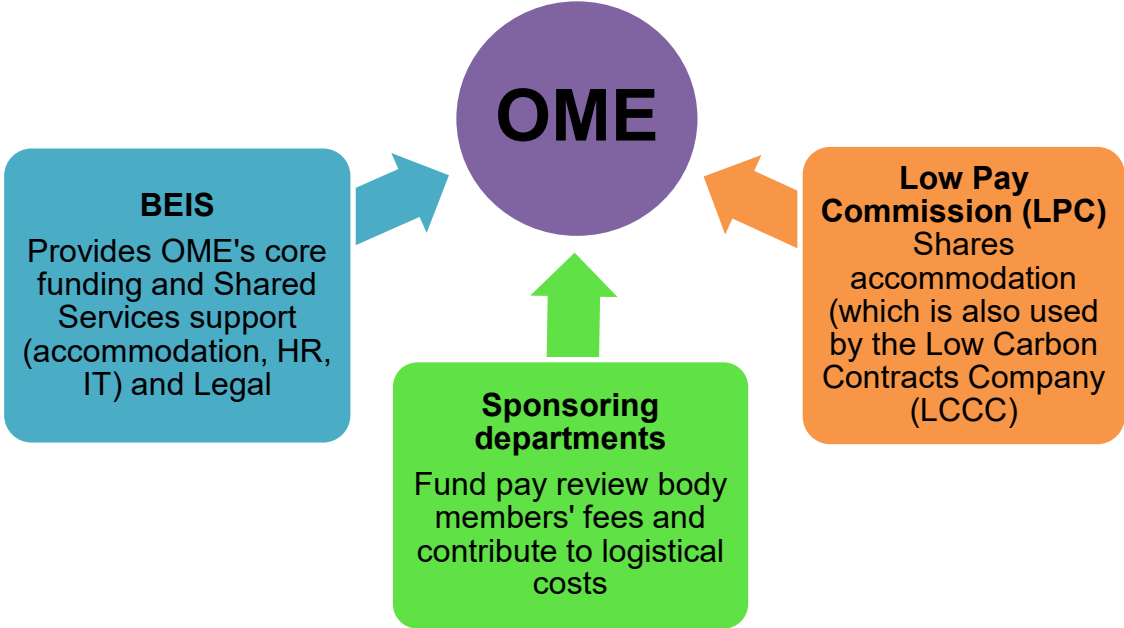 OME
BEIS
Provides OME's core
funding and Shared
Services support
(accommodation, HR,
IT) and Legal
Sponsoring
departments
Fund pay review body
members' fees and
contribute to logistical
costs
Low Pay
Commission (LPC)
Shares
accommodation
(which is also used
by the Low Carbon
Contracts Company
(LCCC)